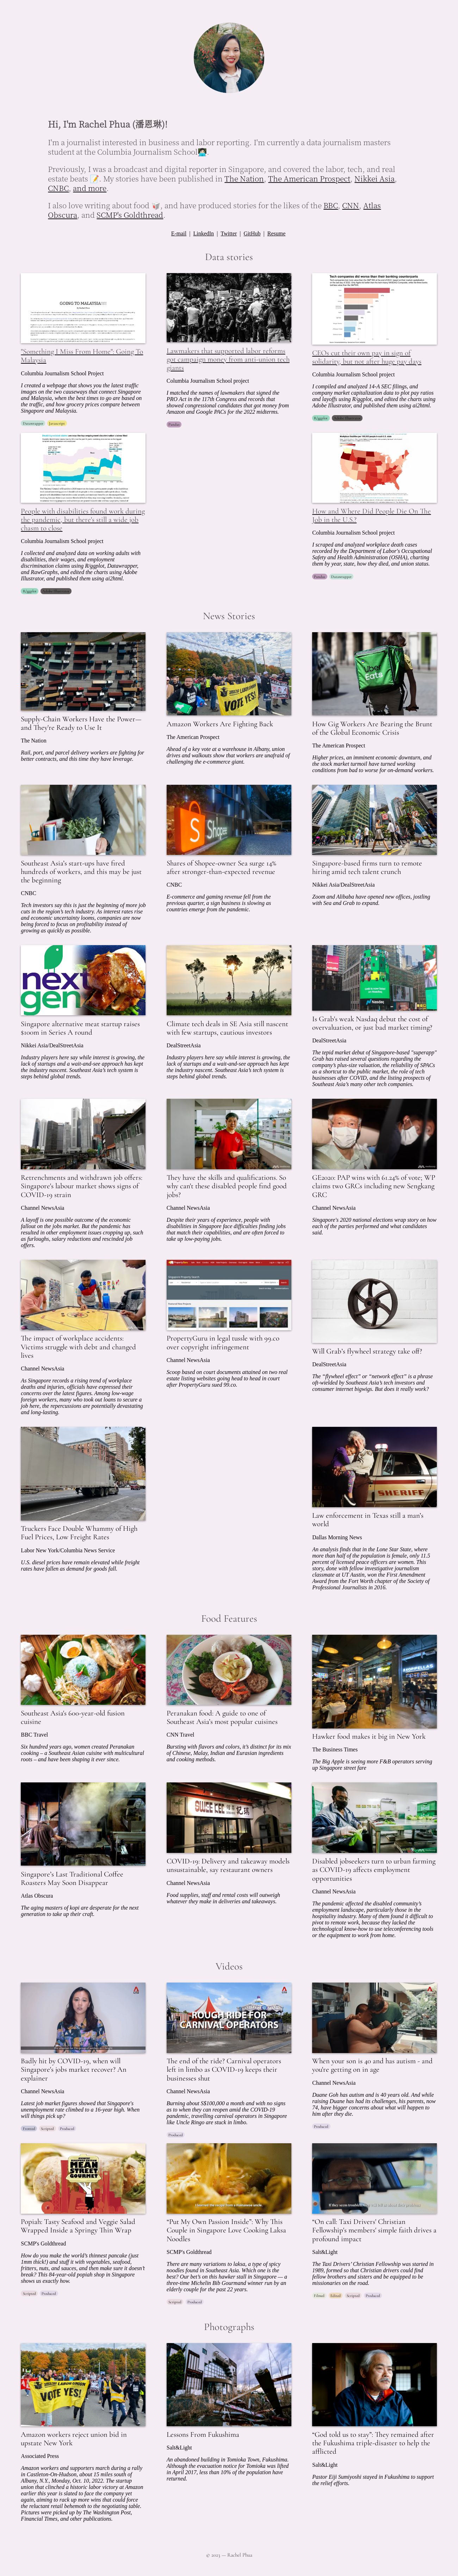 Hi, I'm Rachel Phua (潘恩琳)!
I'm a journalist interested in business and labor reporting. I'm currently a data journalism masters
student at the Columbia Journalism School
Previously, I was a broadcast and digital reporter in Singapore, and covered the labor, tech, and real
estate beats. My stories have been published in The Nation, The American Prospect, Nikkei Asia,
CNBC, and more.
I also love writing about food, and have produced stories for the likes of the BBC, CNN, Atlas
Obscura, and SCMP's Goldthread.
E-mail | LinkedIn | Twitter | GitHub | Resume
Data stories
GOING TO MALAYSIA
"Something I Miss From Home": Going To
Malaysia
Columbia Journalism School Project
I created a webpage that shows you the latest traffic
images on the two causeways that connect Singapore
and Malaysia, when the best times to go are based on
the traffic, and how grocery prices compare between
Singapore and Malaysia.
Datawrapper Javascript
Lawmakers that supported labor reforms
got campaign money from anti-union tech
giants
Columbia Journalism School project
I matched the names of lawmakers that signed the
PRO Act in the 117th Congress and records that
showed congressional candidates who got money from
Amazon and Google PACs for the 2022 midterms.
Pandas
Tech companies did worse than their banking counterparts
CEOs cut their own pay in sign of
solidarity, but not after huge pay days
Columbia Journalism School project
I compiled and analyzed 14-A SEC filings, and
company market capitalization data to plot pay ratios
and layoffs using R/ggplot, and edited the charts using
Adobe Illustrator, and published them using ai2html.
R/ggplot Adobe Illustrator
People with disabilities found work during
the pandemic, but there's still a wide job
chasm to close
Columbia Journalism School project
I collected and analyzed data on working adults with
disabilities, their wages, and employment
discrimination claims using R/ggplot, Datawrapper,
and RawGraphs, and edited the charts using Adobe
Illustrator, and published them using ai2html.
R/ggplot Adobe Illustrator
How and Where Did People Die On The
Job in the U.S.?
Columbia Journalism School project
I scraped and analyzed workplace death cases
recorded by the Department of Labor's Occupational
Safety and Health Administration (OSHA), charting
them by year, state, how they died, and union status.
Pandas Datawrapper
News Stories
Supply-Chain Workers Have the Power—
and They're Ready to Use It
The Nation
Rail, port, and parcel delivery workers are fighting for
better contracts, and this time they have leverage.
VOTE YES!
Amazon Workers Are Fighting Back
The American Prospect
Ahead of a key vote at a warehouse in Albany, union
drives and walkouts show that workers are unafraid of
challenging the e-commerce giant.
Uber
Eats
How Gig Workers Are Bearing the Brunt
of the Global Economic Crisis
The American Prospect
Higher prices, an imminent economic downturn, and
the stock market turmoil have turned working
conditions from bad to worse for on-demand workers.
Southeast Asia's start-ups have fired
hundreds of workers, and this may be just
the beginning
CNBC
Tech investors say this is just the beginning of more job
cuts in the region's tech industry. As interest rates rise
and economic uncertainty looms, companies are now
being forced to focus on profitability instead of
growing as quickly as possible.
Shares of Shopee-owner Sea surge 14%
after stronger-than-expected revenue
CNBC
E-commerce and gaming revenue fell from the
previous quarter, a sign business is slowing as
countries emerge from the pandemic.
Singapore-based firms turn to remote
hiring amid tech talent crunch
Nikkei Asia/DealStreetAsia
Zoom and Alibaba have opened new offices, jostling
with Sea and Grab to expand.
next
gen
Singapore alternative meat startup raises
$100m in Series A round
Nikkei Asia/DealStreetAsia
Industry players here say while interest is growing, the
lack of startups and a wait-and-see approach has kept
the industry nascent. Southeast Asia's tech system is
steps behind global trends.
Climate tech deals in SE Asia still nascent
with few startups, cautious investors
DealStreetAsia
Industry players here say while interest is growing, the
lack of startups and a wait-and-see approach has kept
the industry nascent. Southeast Asia's tech system is
steps behind global trends.
Is Grab's weak Nasdaq debut the cost of
overvaluation, or just bad market timing?
DealStreetAsia
The tepid market debut of Singapore-based "superapp"
Grab has raised several questions regarding the
company's plus-size valuation, the reliability of SPACs
as a shortcut to the public market, the role of tech
businesses after COVID, and the listing prospects of
Southeast Asia's many other tech companies.
Retrenchments and withdrawn job offers:
Singapore's labour market shows signs of
COVID-19 strain
Channel NewsAsia
A layoff is one possible outcome of the economic
fallout on the job market. But the pandemic has
resulted in other employment issues cropping up, such
as furloughs, salary reductions and rescinded job
offers.
They have the skills and qualifications. So
why can't these disabled people find good
jobs?
Channel NewsAsia
Despite their years of experience, people with
disabilities in Singapore face difficulties finding jobs
that match their capabilities, and are often forced to
take up low-paying jobs.
GE2020: PAP wins with 61.24% of vote; WP
claims two GRCs including new Sengkang
GRC
Channel NewsAsia
Singapore's 2020 national elections wrap story on how
each of the parties performed and what candidates
said.
The impact of workplace accidents:
Victims struggle with debt and changed
lives
Channel NewsAsia
As Singapore records a rising trend of workplace
deaths and injuries, officials have expressed their
concerns over the latest figures. Among low-wage
foreign workers, many who took out loans to secure a
job here, the repercussions are potentially devastating
and long-lasting.
PropertyGuru in legal tussle with 99.co
over copyright infringement
Channel NewsAsia
Scoop based on court documents attained on two real
estate listing websites going head to head in court
after PropertyGuru sued 99.co.
Will Grab's flywheel strategy take off?
DealStreetAsia
The "flywheel effect" or "network effect" is a phrase
oft-wielded by Southeast Asia's tech investors and
consumer internet bigwigs. But does it really work?
Truckers Face Double Whammy of High
Fuel Prices, Low Freight Rates
Labor New York/Columbia News Service
U.S. diesel prices have remain elevated while freight
rates have fallen as demand for goods fall.
SHERIFF
Law enforcement in Texas still a man's
world
Dallas Morning News
An analysis finds that in the Lone Star State, where
more than half of the population is female, only 11.5
percent of licensed peace officers are women. This
story, done with fellow investigative journalism
classmate at UT Austin, won the First Amendment
Award from the Fort Worth chapter of the Society of
Professional Journalists in 2016.
Food Features
Southeast Asia's 600-year-old fusion
cuisine
BBC Travel
Six hundred years ago, women created Peranakan
cooking – a Southeast Asian cuisine with multicultural
roots – and have been shaping it ever since.
Peranakan food: A guide to one of
Southeast Asia's most popular cuisines
CNN Travel
Bursting with flavors and colors, it's distinct for its mix
of Chinese, Malay, Indian and Eurasian ingredients
and cooking methods.
Hawker food makes it big in New York
The Business Times
The Big Apple is seeing more F&B operators serving
up Singapore street fare
Singapore's Last Traditional Coffee
Roasters May Soon Disappear
Atlas Obscura
The aging masters of kopi are desperate for the next
generation to take up their craft.
COVID-19: Delivery and takeaway models
unsustainable, say restaurant owners
Channel NewsAsia
Food supplies, staff and rental costs will outweigh
whatever they make in deliveries and takeaways.
Disabled jobseekers turn to urban farming
as COVID-19 affects employment
opportunities
Channel NewsAsia
The pandemic affected the disabled community's
employment landscape, particularly those in the
hospitality industry. Many of them found it difficult to
pivot to remote work, because they lacked the
technological know-how to use teleconferencing tools
or the equipment to work from home.
Videos
Badly hit by COVID-19, when will
Singapore's jobs market recover? An
explainer
Channel NewsAsia
Latest job market figures showed that Singapore's
unemployment rate climbed to a 16-year high. When
will things pick up?
Scripted Produced
ROUGH RIDE FOR
CARNIVAL OPERATORS
The end of the ride? Carnival operators
left in limbo as COVID-19 keeps their
businesses shut
Channel NewsAsia
Burning about S$100,000 a month and with no signs
as to when they can reopen amid the COVID-19
pandemic, travelling carnival operators in Singapore
like Uncle Ringo are stuck in limbo.
Produced
When your son is 40 and has autism - and
you're getting on in age
Channel NewsAsia
Duane Goh has autism and is 40 years old. And while
raising Duane has had its challenges, his parents, now
74, have bigger concerns about what will happen to
him after they die.
Produced
MEAN
STREET
GOURMET
Popiah: Tasty Seafood and Veggie Salad
Wrapped Inside a Springy Thin Wrap
SCMP's Goldthread
How do you make the world's thinnest pancake (just
1mm thick!) and stuff it with vegetables, seafood,
fritters, nuts, and sauces, and then make sure it doesn't
break? This 84-year-old popiah shop in Singapore
shows us exactly how.
Scripted Produced
"Put My Own Passion Inside": Why This
Couple in Singapore Love Cooking Laksa
Noodles
SCMP's Goldthread
There are many variations to laksa, a type of spicy
noodles found in Southeast Asia. Which one is the
best? Our bet's on this hawker stall in Singapore — a
three-time Michelin Bib Gourmand winner run by an
elderly couple for the past 22 years.
Scripted Produced
"On call: Taxi Drivers' Christian
Fellowship's members' simple faith drives a
profound impact
Salt&Light
The Taxi Drivers' Christian Fellowship was started in
1989, formed so that Christian drivers could find
fellow brothers and sisters and be equipped to be
missionaries on the road.
Filmed Edited Scripted Produced
Photographs
VOTE YES!
Amazon workers reject union bid in
upstate New York
Associated Press
Amazon workers and supporters march during a rally
in Castleton-On-Hudson, about 15 miles south of
Albany, N.Y., Monday, Oct. 10, 2022. The startup
union that clinched a historic labor victory at Amazon
earlier this year is slated to face the company yet
again, aiming to rack up more wins that could force
the reluctant retail behemoth to the negotiating table.
Pictures were picked up by The Washington Post,
Financial Times, and other publications.
Lessons From Fukushima
Salt&Light
An abandoned building in Tomioka Town, Fukushima.
Although the evacuation notice for Tomioka was lifted
in April 2017, less than 10% of the population have
returned.
"God told us to stay": They remained after
the Fukushima triple-disaster to help the
afflicted
Salt&Light
Pastor Eiji Sumiyoshi stayed in Fukushima to support
the relief efforts.
© 2023 — Rachel Phua